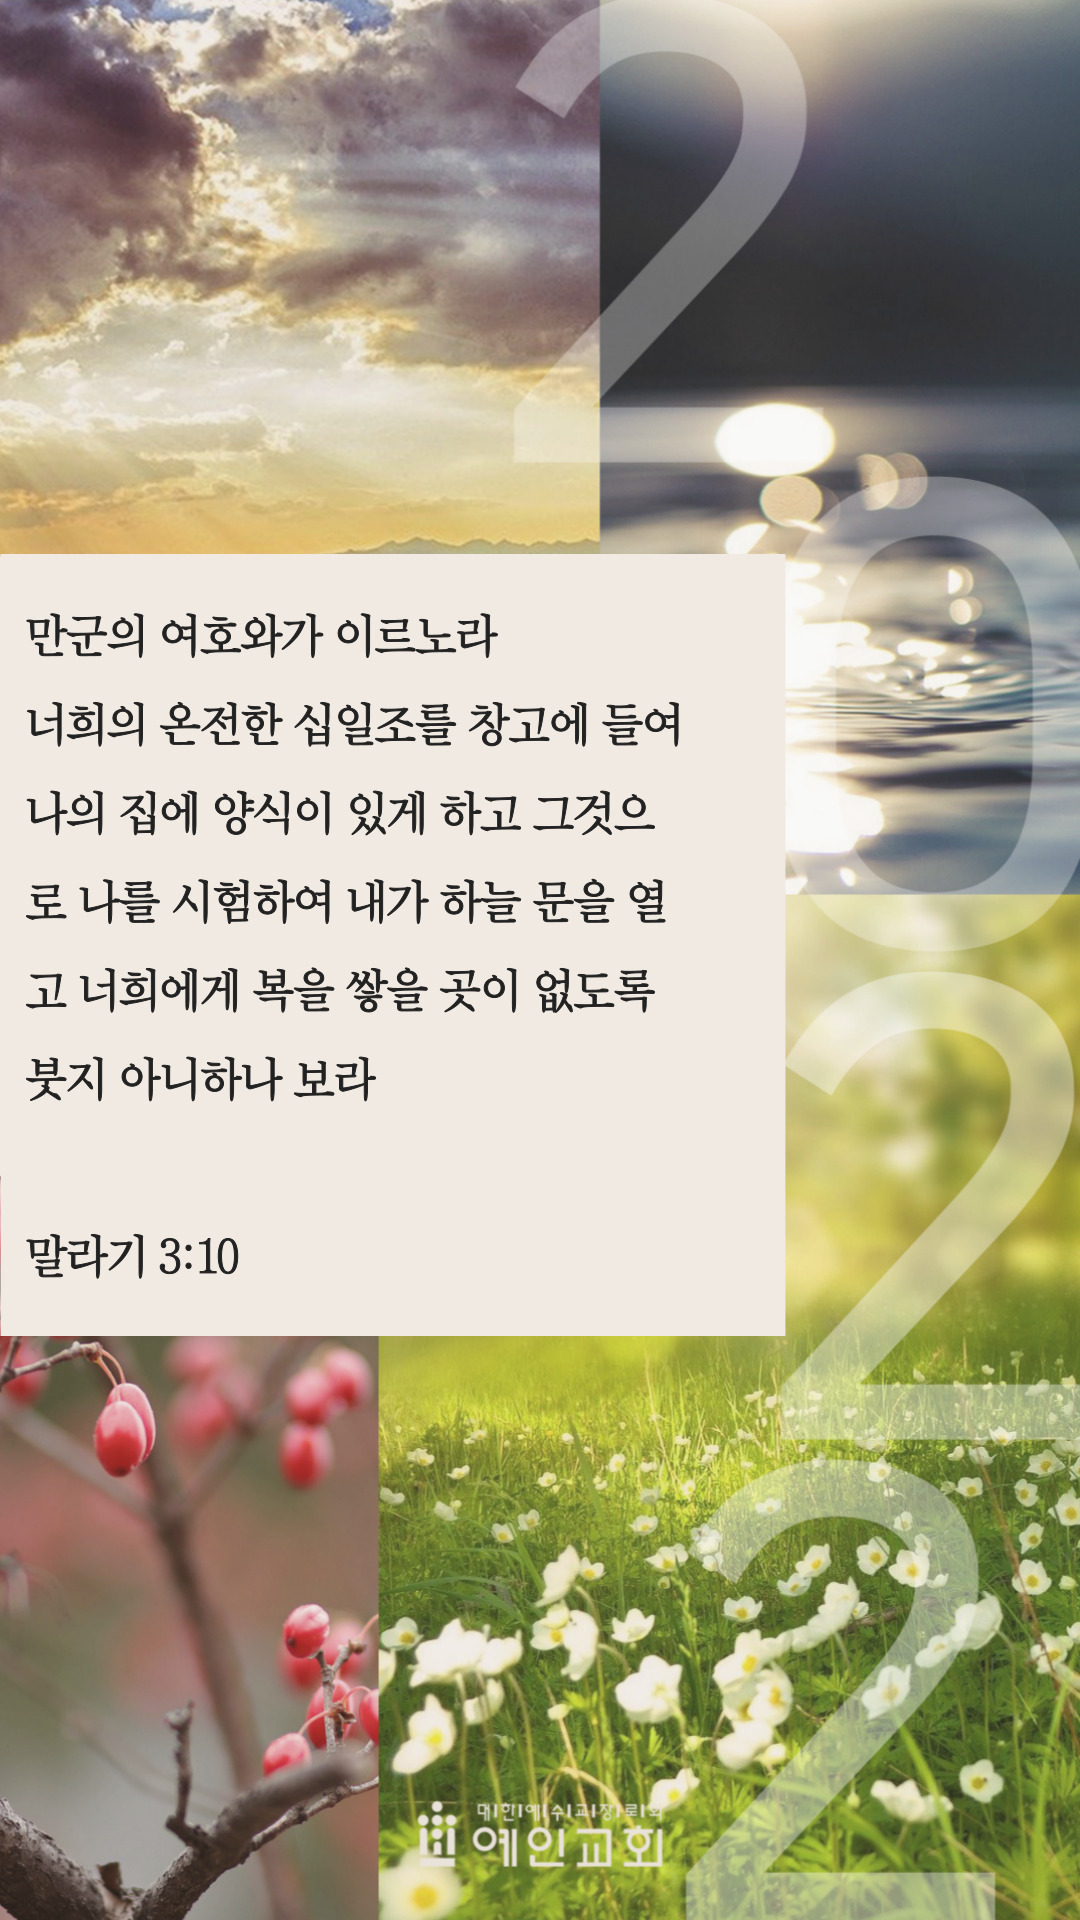 2
0
2
2
만군의 여호와가 이르노라
너희의 온전한 십일조를 창고에 들여
나의 집에 양식이 있게 하고 그것으
로 나를 시험하여 내가 하늘 문을 열
고 너희에게 복을 쌓을 곳이 없도록
붓지 아니하나 보라
말라기 3:10
대한예수교장로회
예인교회